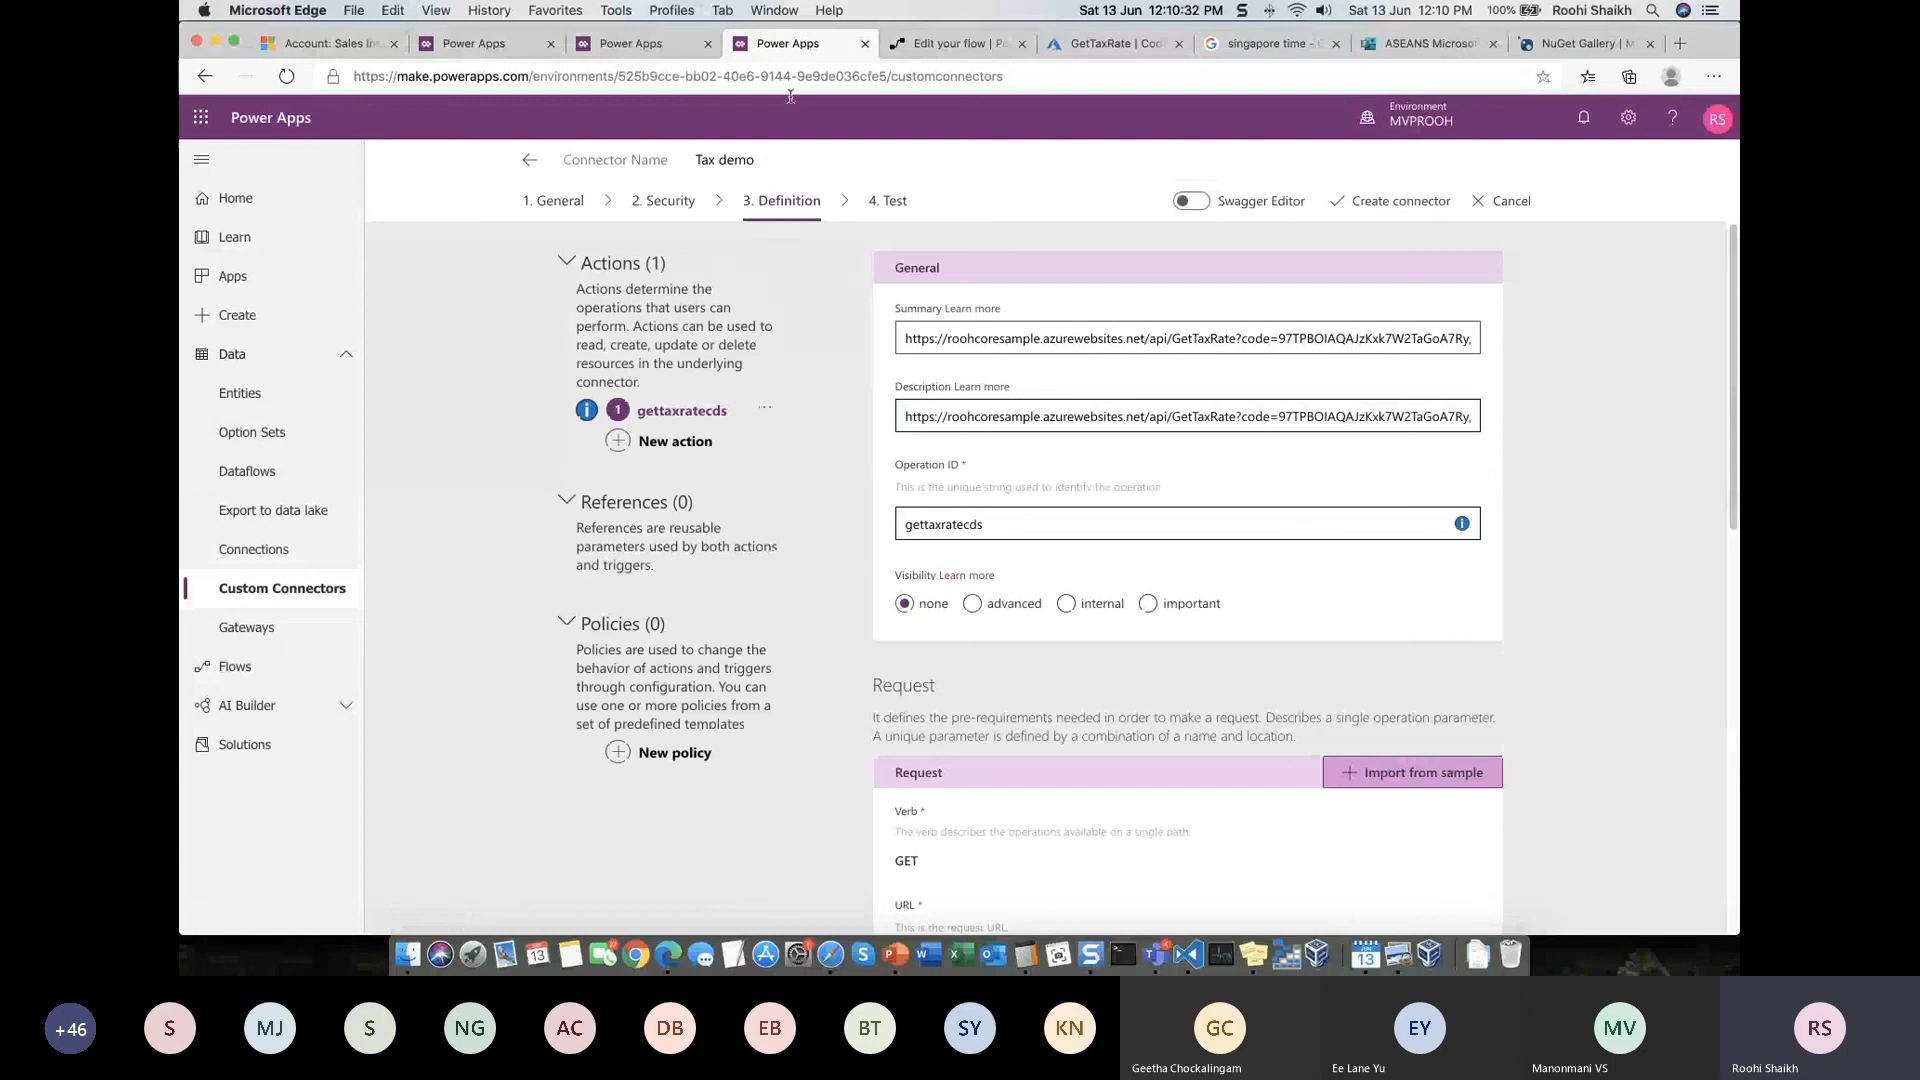 Microsoft Edge File Edit View History Favorites Tools Profiles Tab Window Help Sat 13 Jun 12:10:32 PM Sat 13 Jun 12:10 PM 100% Roohi Shaikh
Account: Sales Ins Power Apps Power Apps Power Apps Edit your flow | P GetTaxRate | Cod singapore time - G ASEANS Microsof NuGet Gallery | M
https://make.powerapps.com/environments/525b9cce-bb02-40e6-9144-9e9de036cfe5/customconnectors
Power Apps
Environment
MVPROOH
RS
Connector Name Tax demo
1. General 2. Security 3. Definition 4. Test Swagger Editor Create connector Cancel
Home
Learn
Apps
Create
Data
Entities
Option Sets
Dataflows
Export to data lake
Connections
Custom Connectors
Gateways
Flows
AI Builder
Solutions
Actions (1)
Actions determine the
operations that users can
perform. Actions can be used to
read, create, update or delete
resources in the underlying
connector.
1 gettaxratecds ...
New action
References (0)
References are reusable
parameters used by both actions
and triggers.
Policies (0)
Policies are used to change the
behavior of actions and triggers
through configuration. You can
use one or more policies from a
set of predefined templates
New policy
General
Summary Learn more
https://roohcoresample.azurewebsites.net/api/GetTaxRate?code=97TPBOIAQAJzKxk7W2TaGoA7Ry,
Description Learn more
https://roohcoresample.azurewebsites.net/api/GetTaxRate?code=97TPBOIAQAJzKxk7W2TaGoA7Ry,
Operation ID *
This is the unique string used to identify the operation
gettaxratecds
Visibility Learn more
none advanced internal important
Request
It defines the pre-requirements needed in order to make a request. Describes a single operation parameter.
A unique parameter is defined by a combination of a name and location.
Request Import from sample
Verb *
The verb describes the operations available on a single path.
GET
URL *
This is the request URL.
+46 S MJ S NG AC DB EB BT SY KN GC EY MV RS
Geetha Chockalingam Ee Lane Yu Manonmani VS Roohi Shaikh